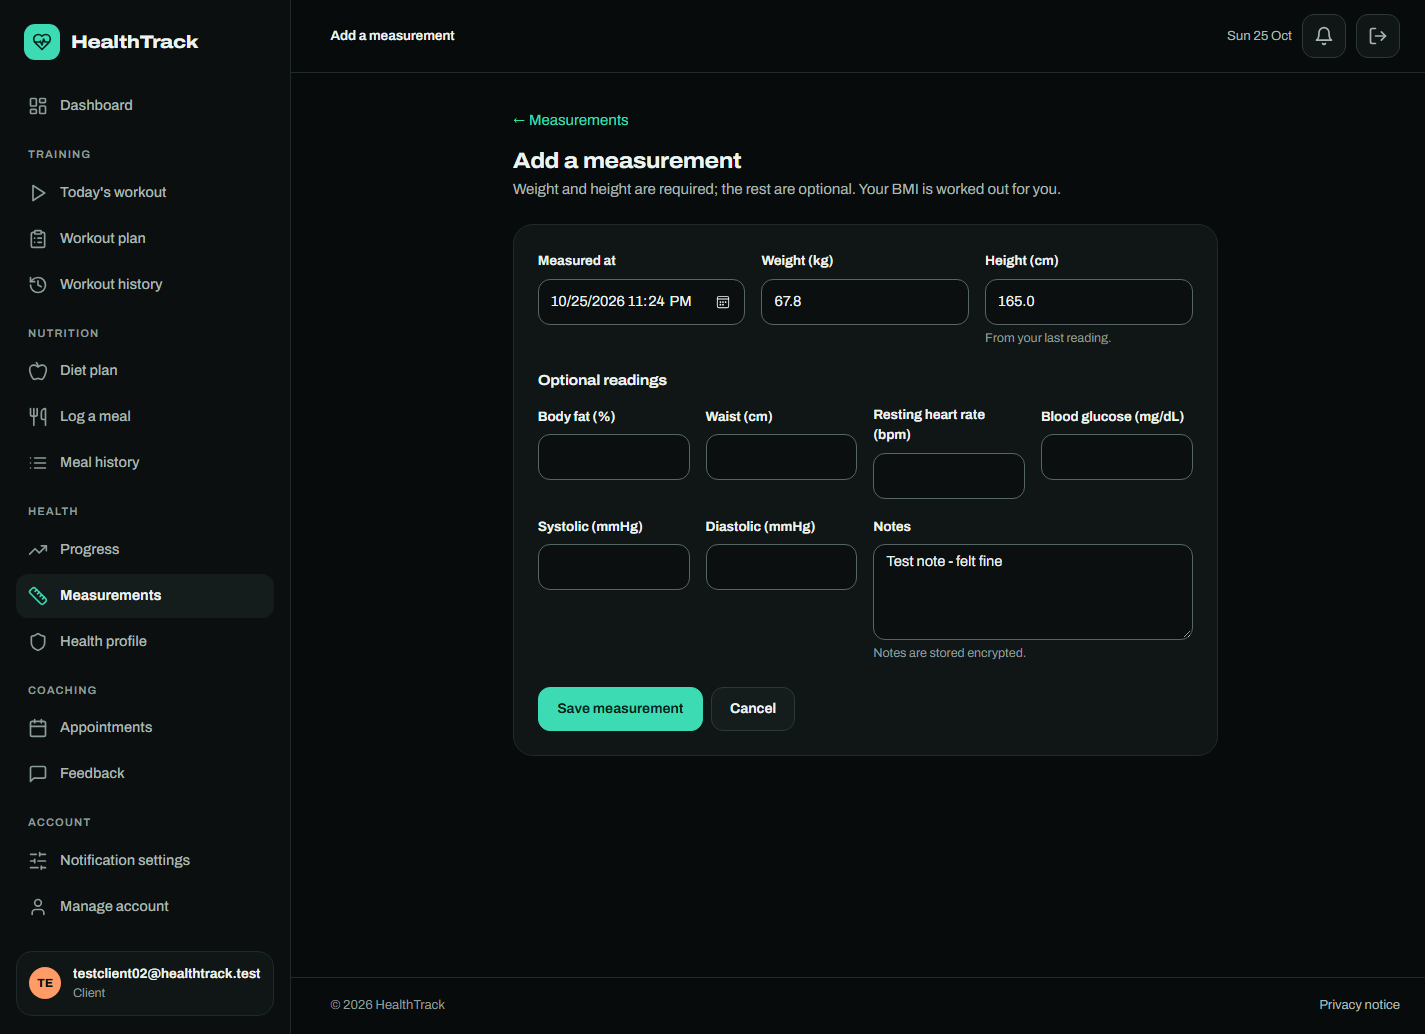 HealthTrack
Dashboard
TRAINING
Today's workout
Workout plan
Workout history
NUTRITION
Diet plan
Log a meal
Meal history
HEALTH
Progress
Measurements
Health profile
COACHING
Appointments
Feedback
ACCOUNT
Notification settings
Manage account
TE
testclient02@healthtrack.test
Client
Add a measurement
Sun 25 Oct
← Measurements
Add a measurement
Weight and height are required; the rest are optional. Your BMI is worked out for you.
Measured at
Weight (kg)
Height (cm)
10/25/2026 11:24 PM
67.8
165.0
From your last reading.
Optional readings
Body fat (%)
Waist (cm)
Resting heart rate
(bpm)
Blood glucose (mg/dL)
Systolic (mmHg)
Diastolic (mmHg)
Notes
Test note - felt fine
Notes are stored encrypted.
Save measurement
Cancel
© 2026 HealthTrack
Privacy notice